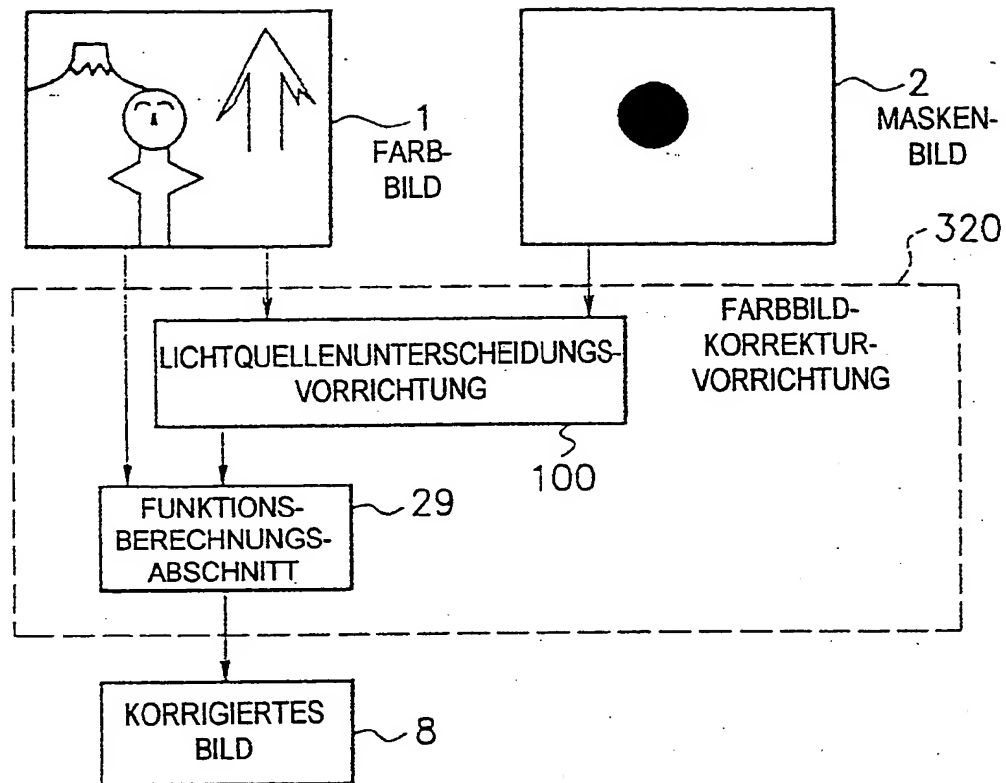 1
FARB-
BILD
2
MASKEN-
BILD
320
FARBBILD-
KORREKTUR-
VORRICHTUNG
LICHTQUELLENUNTERSCHEIDUNGS-
VORRICHTUNG
100
FUNKTIONS-
BERECHNUNGS-
ABSCHNITT
29
KORRIGIERTES
BILD
8